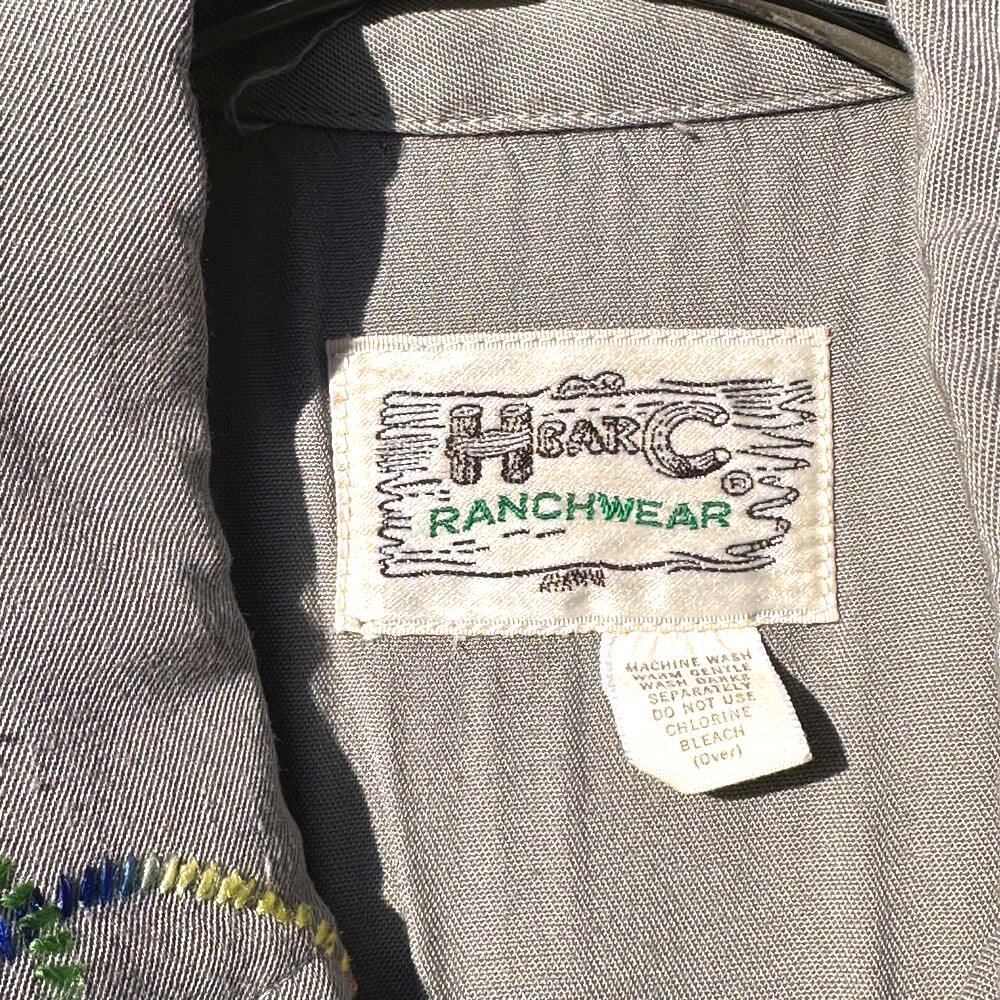 H BAR C
®
RANCHWEAR
MACHINE WASH
WARM GENTLE
WASH DARKS
SEPARATELY
DO NOT USE
CHLORINE
BLEACH
(Over)